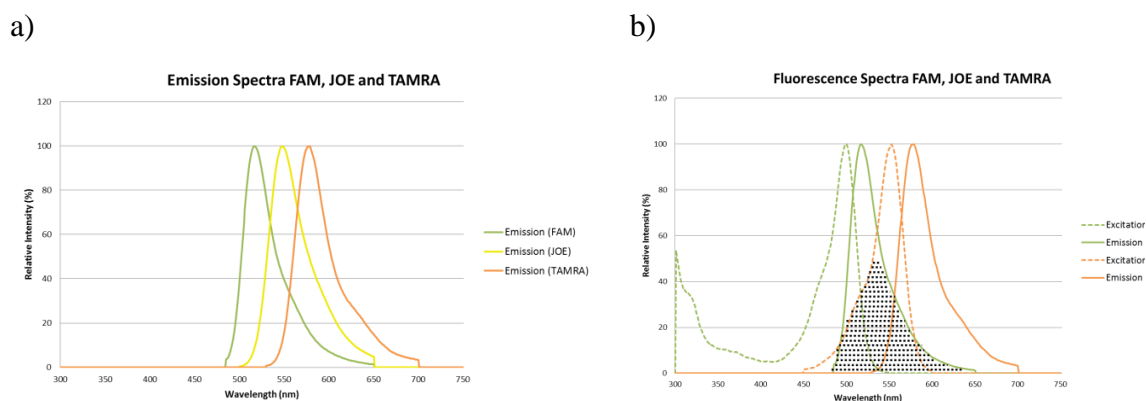 a)
b)
Emission Spectra FAM, JOE and TAMRA
120
100
80
60
40
20
0
Relative Intensity (%)
300 350 400 450 500 550 600 650 700 750
Wavelength (nm)
Emission (FAM)
Emission (JOE)
Emission (TAMRA)
Fluorescence Spectra FAM, JOE and TAMRA
120
100
80
60
40
20
0
Relative Intensity (%)
300 350 400 450 500 550 600 650 700 750
Wavelength (nm)
Excitation
Emission
Excitation
Emission